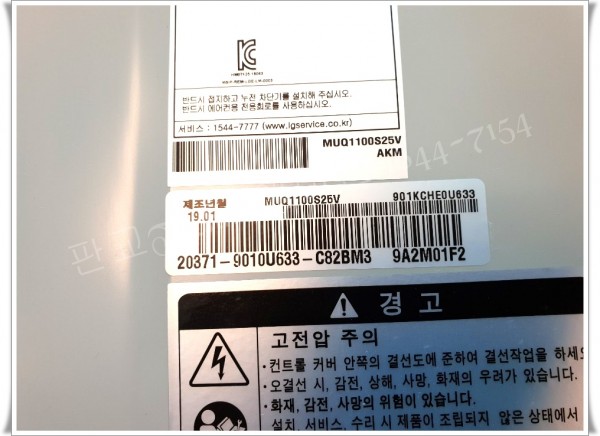 반드시 접지하고 누전 차단기를 설치해 주십시오.
반드시 에어컨용 전용회로를 사용하십시오.
서비스 : 1544-7777 (www.lgservice.co.kr)
MUQ1100S25V
AKM
제조년월
19.01
MUQ1100S25V
901KCHE0U633
20371-9010U633-C82BM3 9A2M01F2
경 고
고전압 주의
• 컨트롤 커버 안쪽의 결선도에 준하여 결선작업을 하세
• 오결선 시, 감전, 상해, 사망, 화재의 우려가 있습니다.
• 화재, 감전, 사망의 위험이 있습니다.
설치, 서비스, 수리 시 제품이 조립되지 않은 상태에서